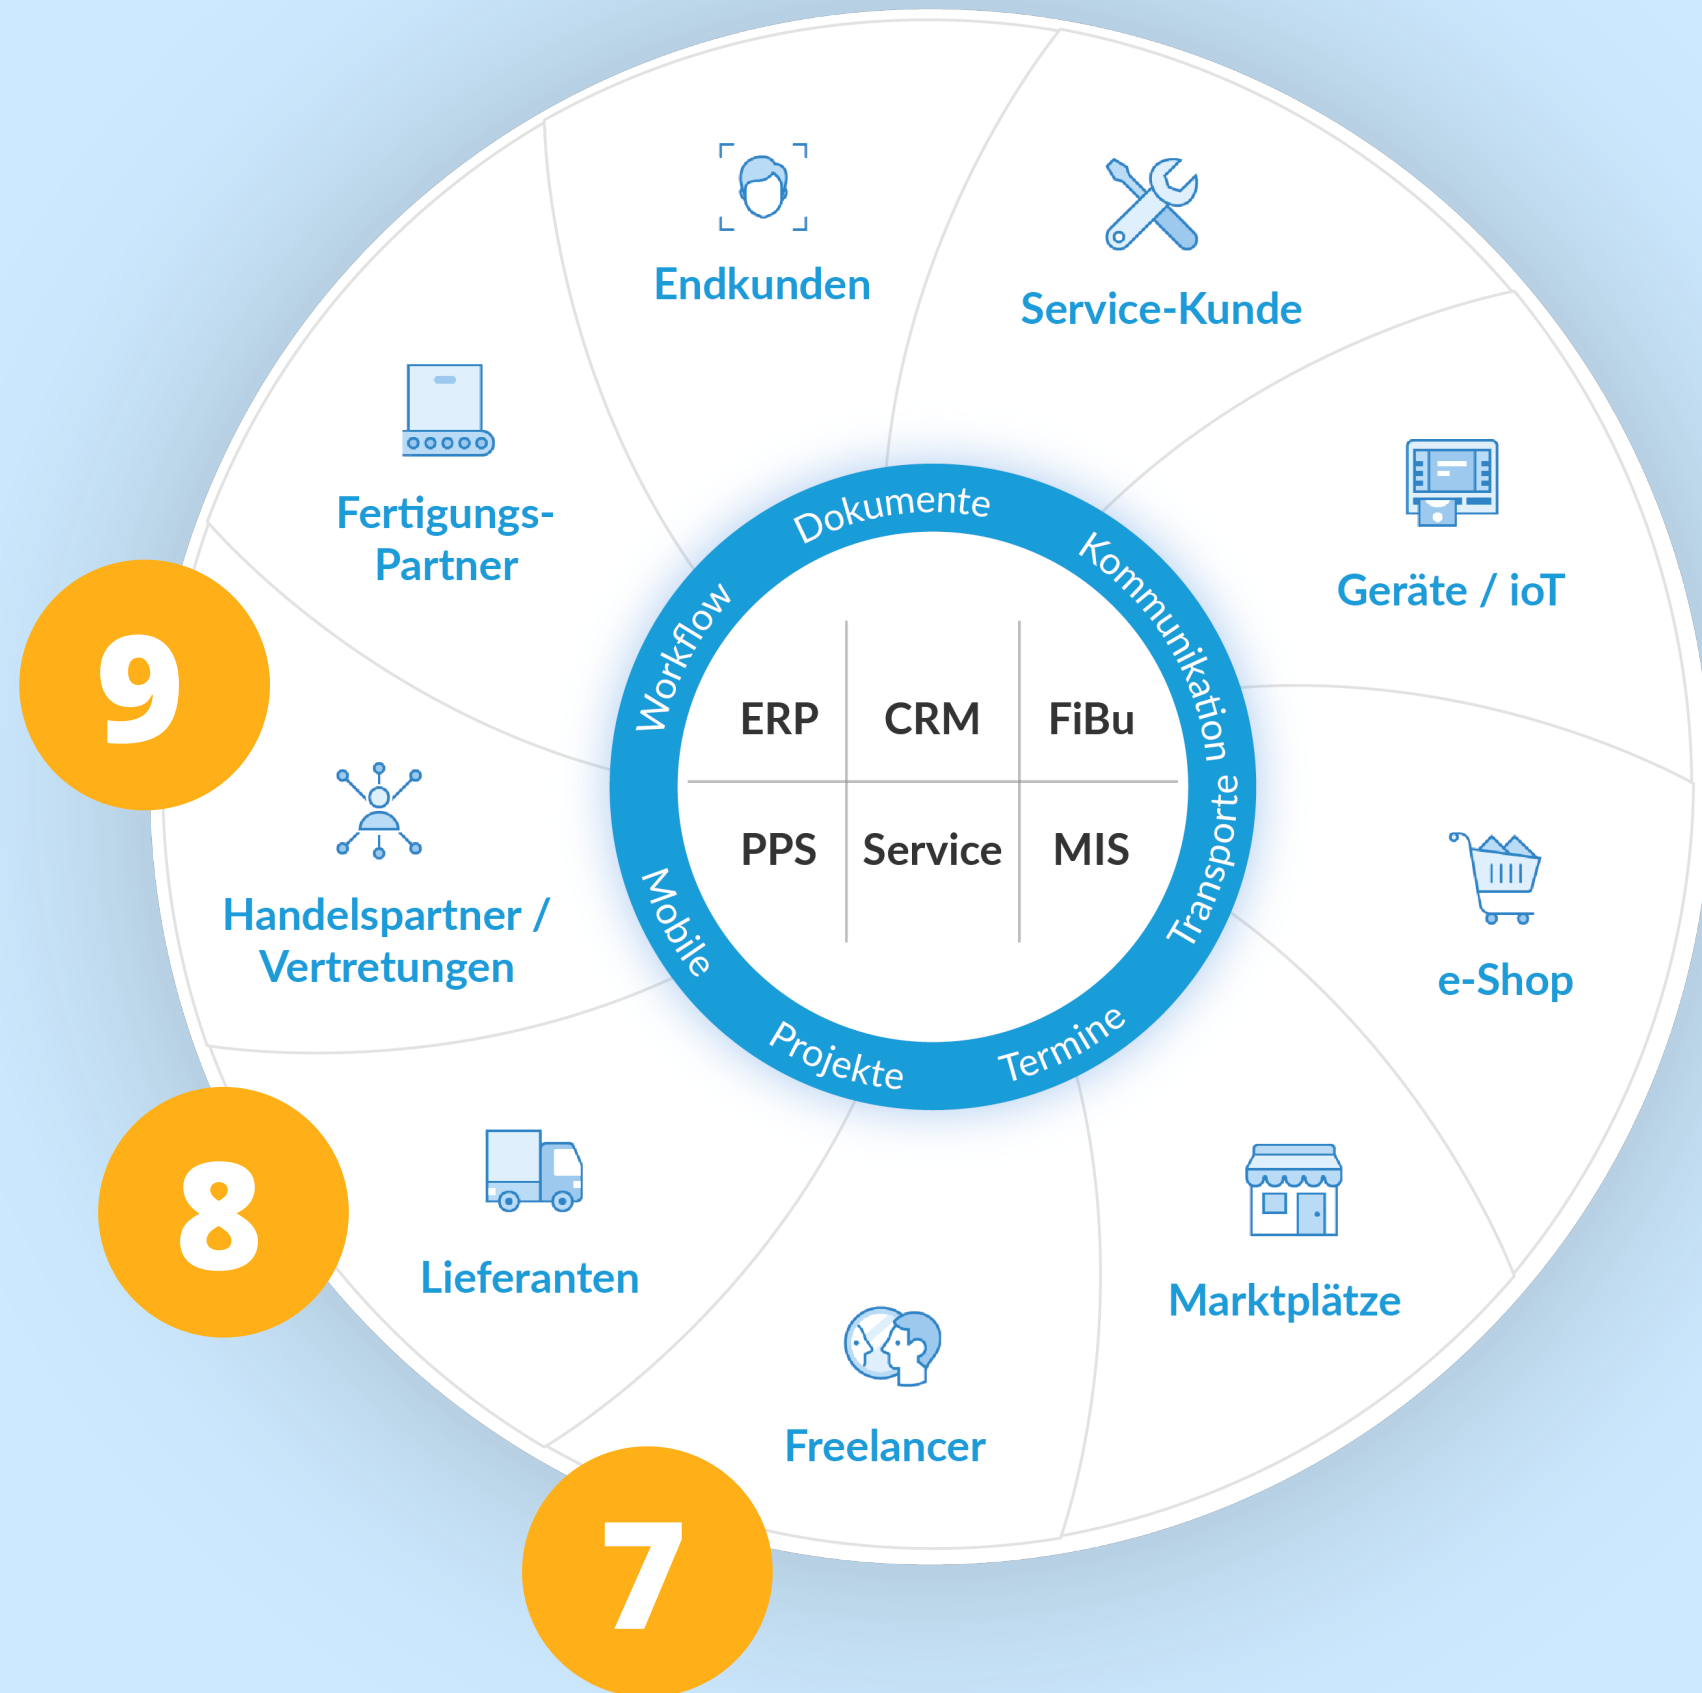 Endkunden
Service-Kunde
Fertigungs-
Partner
Geräte / ioT
Dokumente
Kommunikation
Workflow
9
ERP
CRM
FiBu
PPS
Service
MIS
Transporte
Mobile
Handelspartner /
Vertretungen
e-Shop
Projekte
Termine
8
Lieferanten
Marktplätze
Freelancer
7